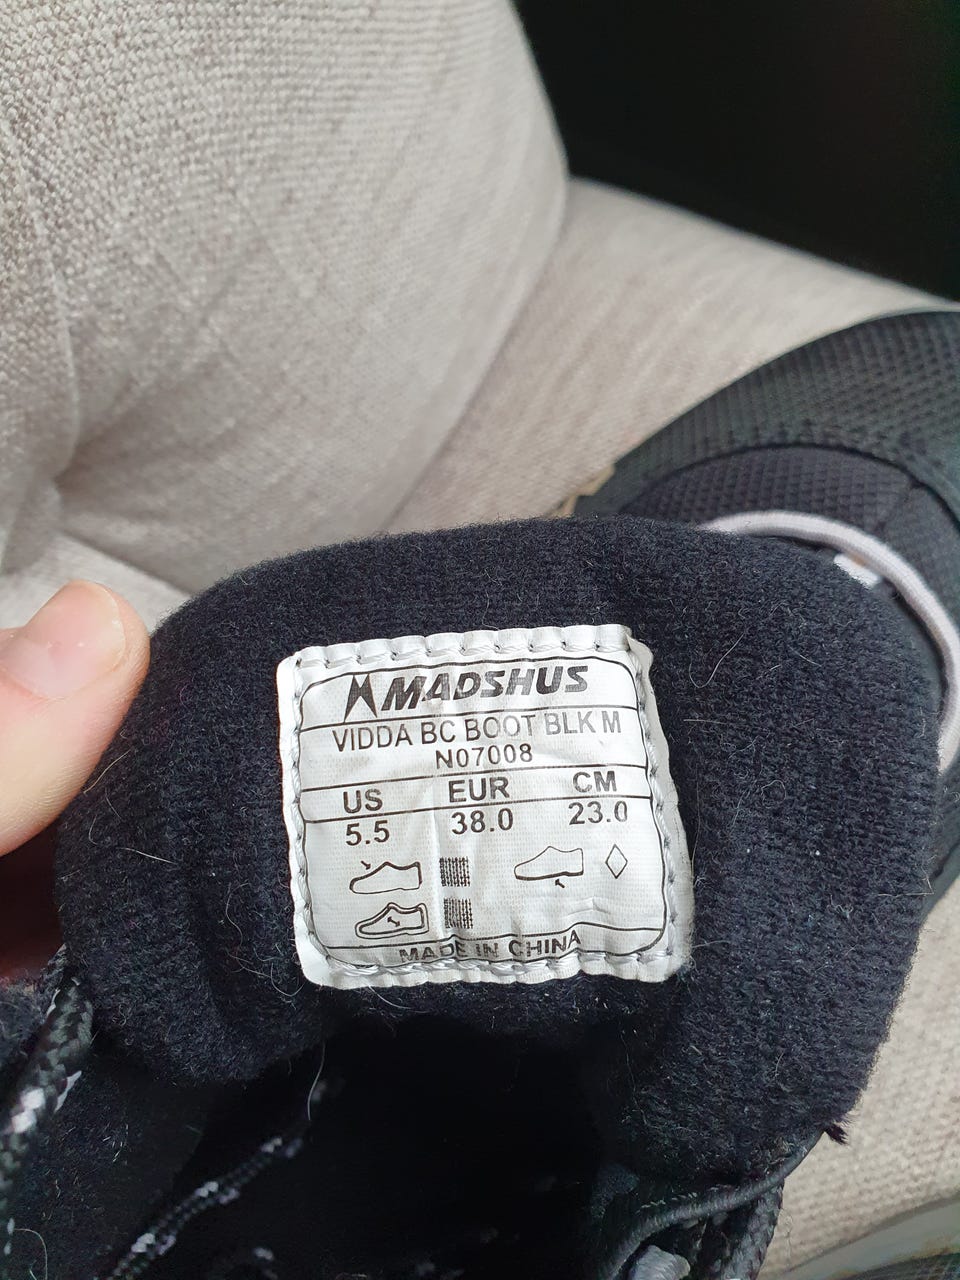 MADSHUS
VIDDA BC BOOT BLK M
N07008
US EUR CM
5.5 38.0 23.0
MADE IN CHINA